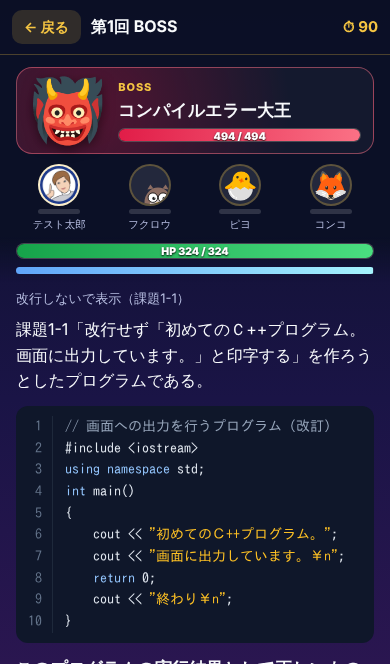 ← 戻る 第1回 BOSS ⏱ 90
BOSS
コンパイルエラー大王
494 / 494
テスト太郎 フクロウ ピヨ コンコ
HP 324 / 324
改行しないで表示（課題1-1）
課題1-1「改行せず「初めてのＣ++プログラム。
画面に出力しています。」と印字する」を作ろう
としたプログラムである。
1 // 画面への出力を行うプログラム（改訂）
2 #include <iostream>
3 using namespace std;
4 int main()
5 {
6 cout << ”初めてのＣ++プログラム。”;
7 cout << ”画面に出力しています。￥n”;
8 return 0;
9 cout << ”終わり￥n”;
10 }